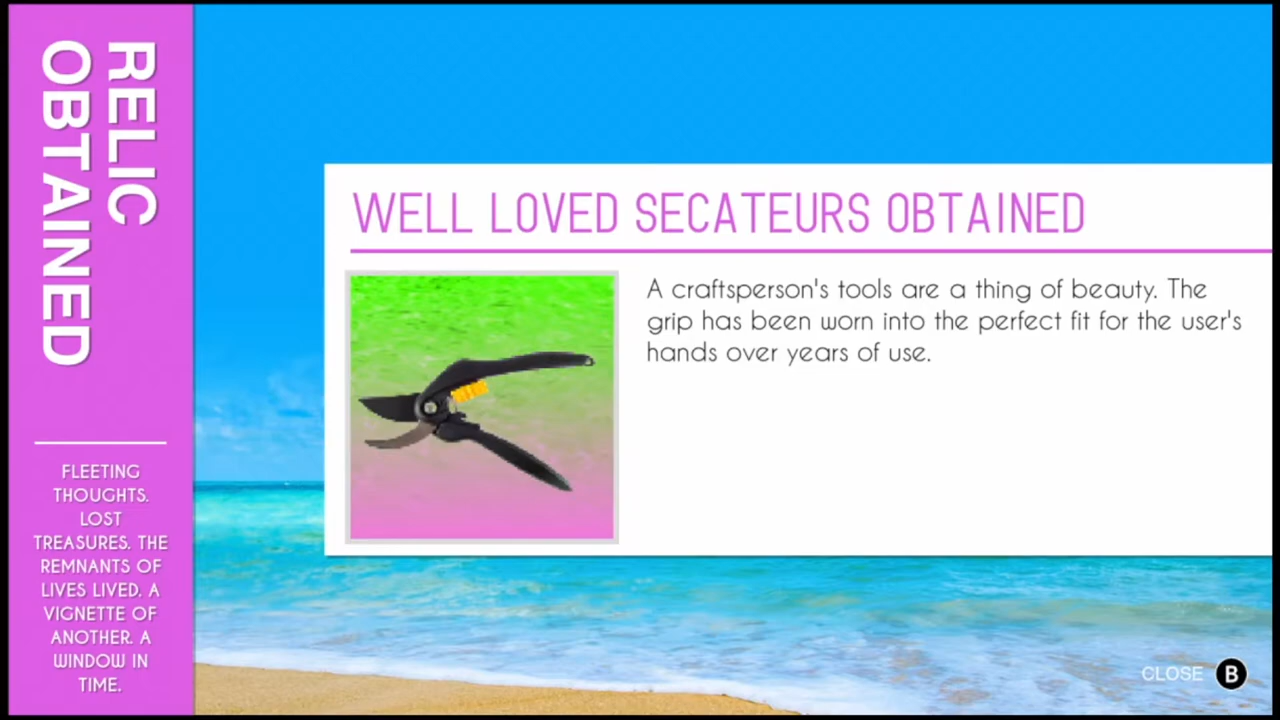 RELIC
OBTAINED
FLEETING
THOUGHTS.
LOST
TREASURES. THE
REMNANTS OF
LIVES LIVED. A
VIGNETTE OF
ANOTHER. A
WINDOW IN
TIME.
WELL LOVED SECATEURS OBTAINED
A craftsperson's tools are a thing of beauty. The
grip has been worn into the perfect fit for the user's
hands over years of use.
CLOSE B